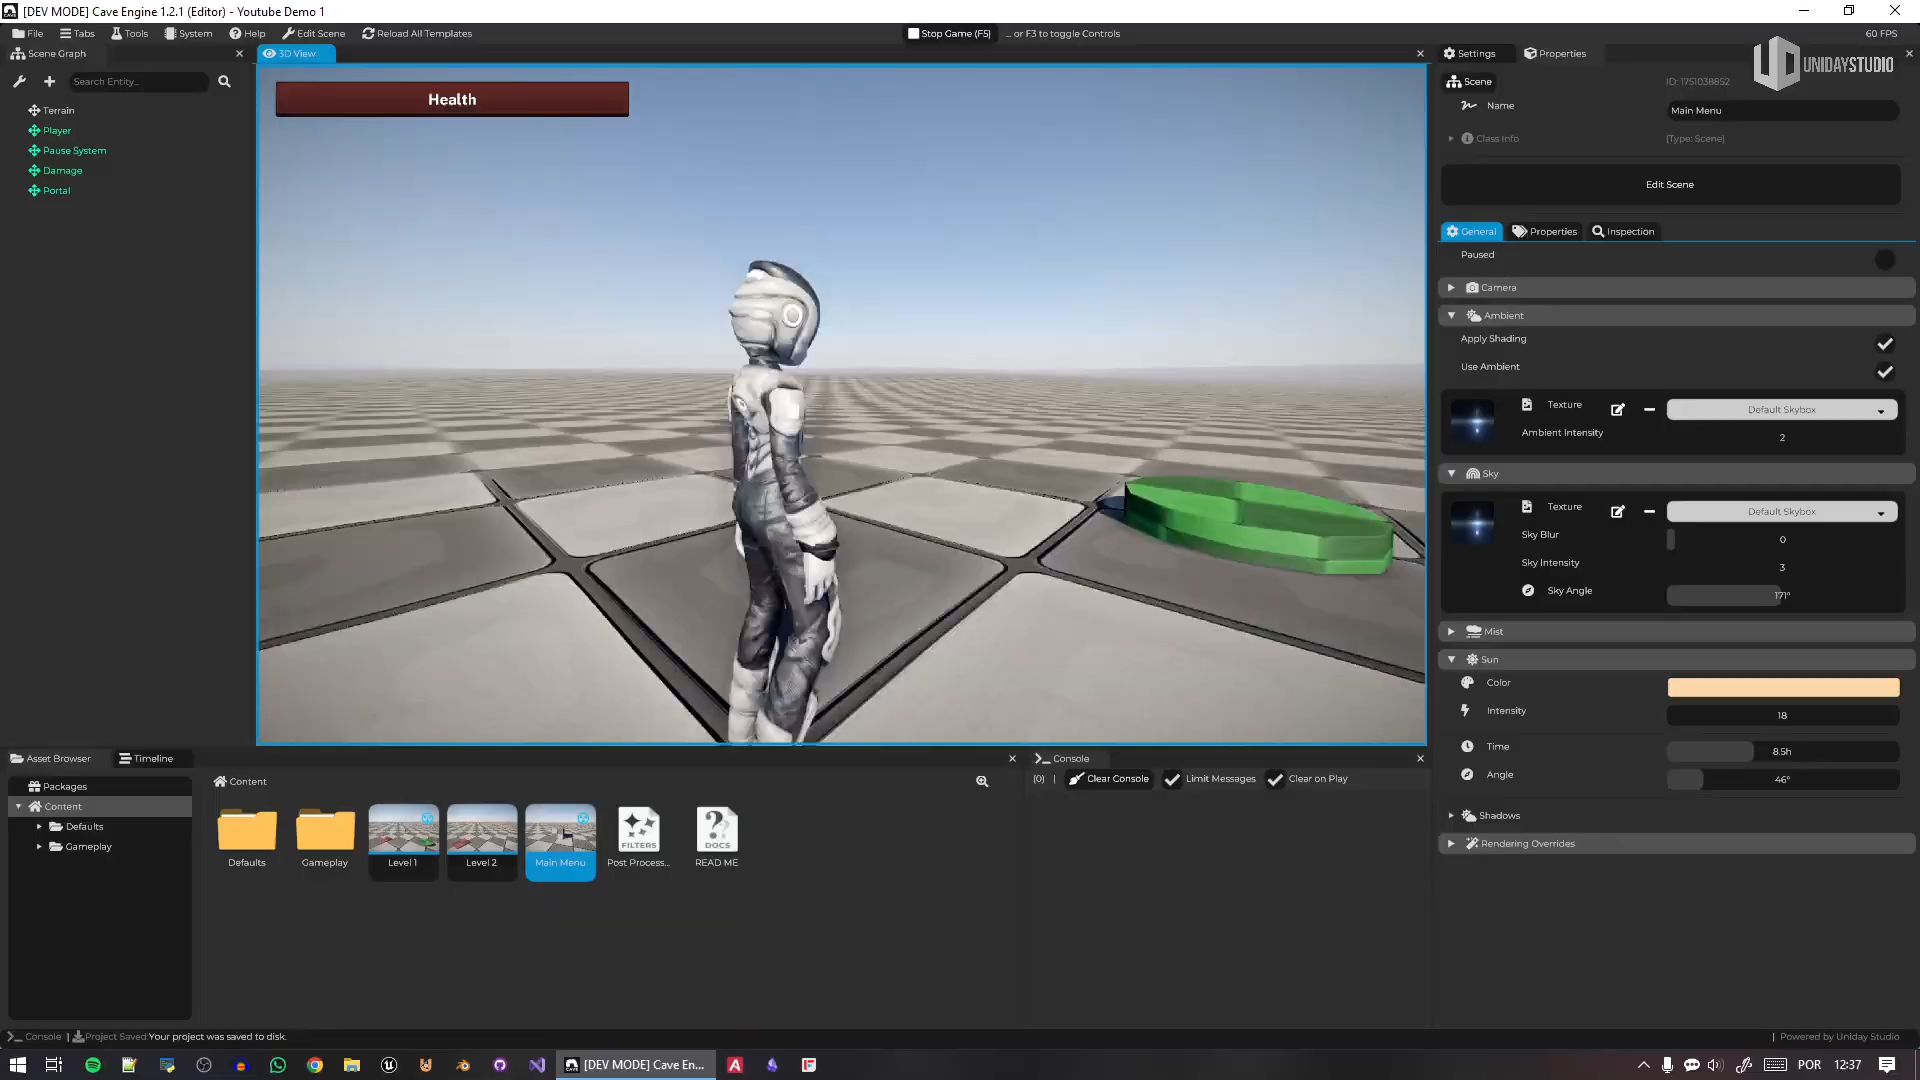 [DEV MODE] Cave Engine 1.2.1 (Editor) - Youtube Demo 1
File Tabs Tools System Help Edit Scene Reload All Templates
Stop Game (F5) ... or F3 to toggle Controls
60 FPS
Scene Graph
3D View
Settings Properties
UNIDAYSTUDIO
Search Entity...
Terrain
Player
Pause System
Damage
Portal
Health
Scene
ID: 1751038852
Name
Main Menu
Class Info
[Type: Scene]
Edit Scene
General Properties Inspection
Paused
Camera
Ambient
Apply Shading
Use Ambient
Texture
Default Skybox
Ambient Intensity
2
Sky
Texture
Default Skybox
Sky Blur
0
Sky Intensity
3
Sky Angle
171°
Mist
Sun
Color
Intensity
18
Time
8.5h
Angle
46°
Shadows
Rendering Overrides
Asset Browser Timeline
Packages
Content
Defaults
Gameplay
Content
Defaults
Gameplay
Level 1
Level 2
Main Menu
FILTERS
Post Process...
DOCS
READ ME
Console
(0) | Clear Console Limit Messages Clear on Play
Console | Project Saved: Your project was saved to disk.
| Powered by Uniday Studio
[DEV MODE] Cave En...
POR 12:37